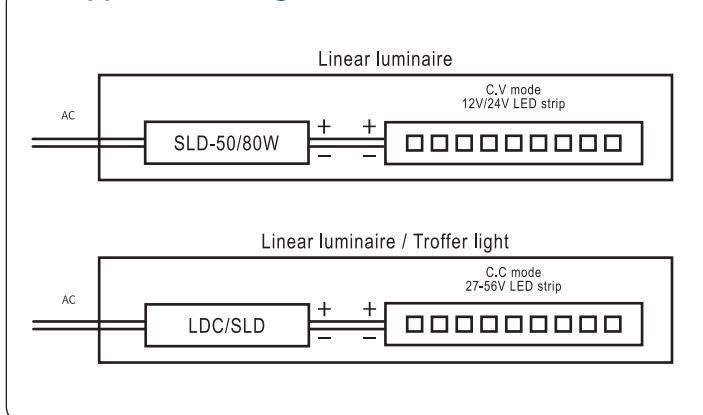 Linear luminaire
C.V mode
12V/24V LED strip
AC
SLD-50/80W
+ +
− −
Linear luminaire / Troffer light
C.C mode
27-56V LED strip
AC
LDC/SLD
+ +
− −